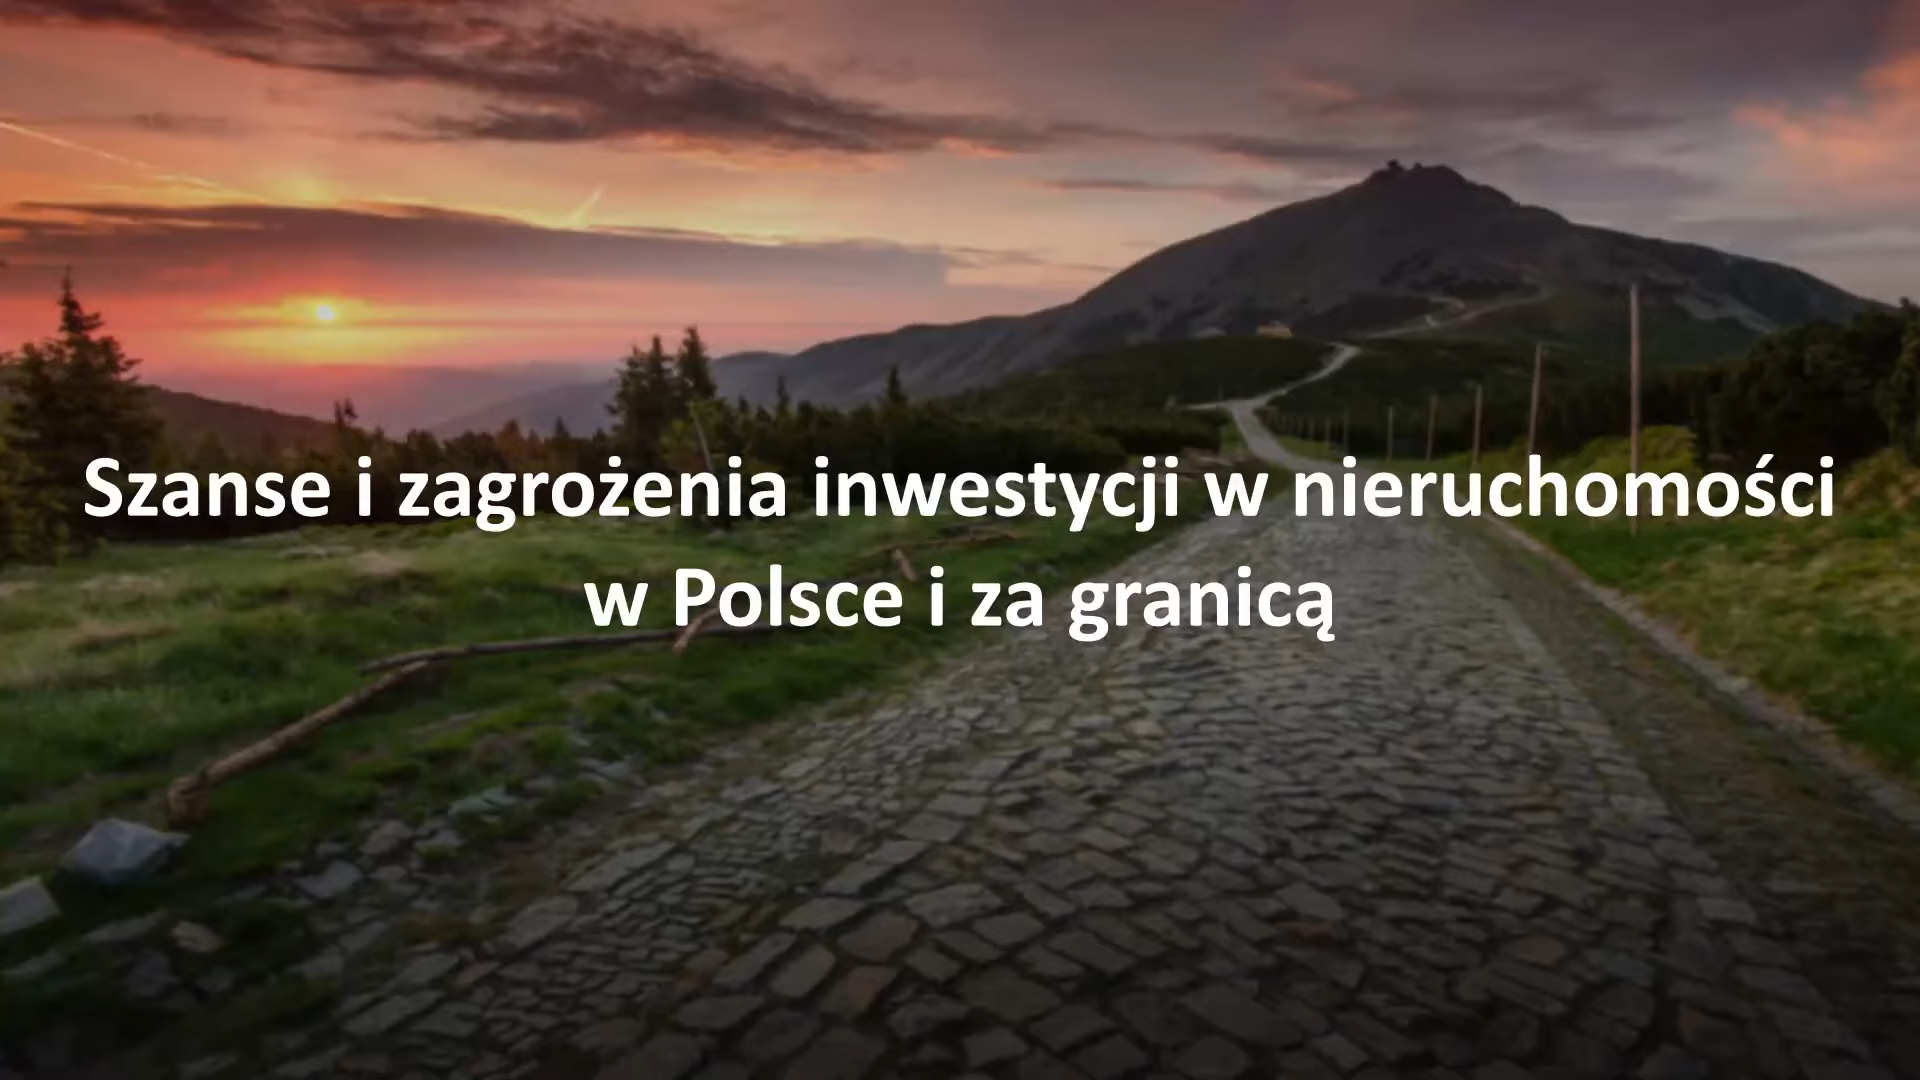 Szanse i zagrożenia inwestycji w nieruchomości
w Polsce i za granicą